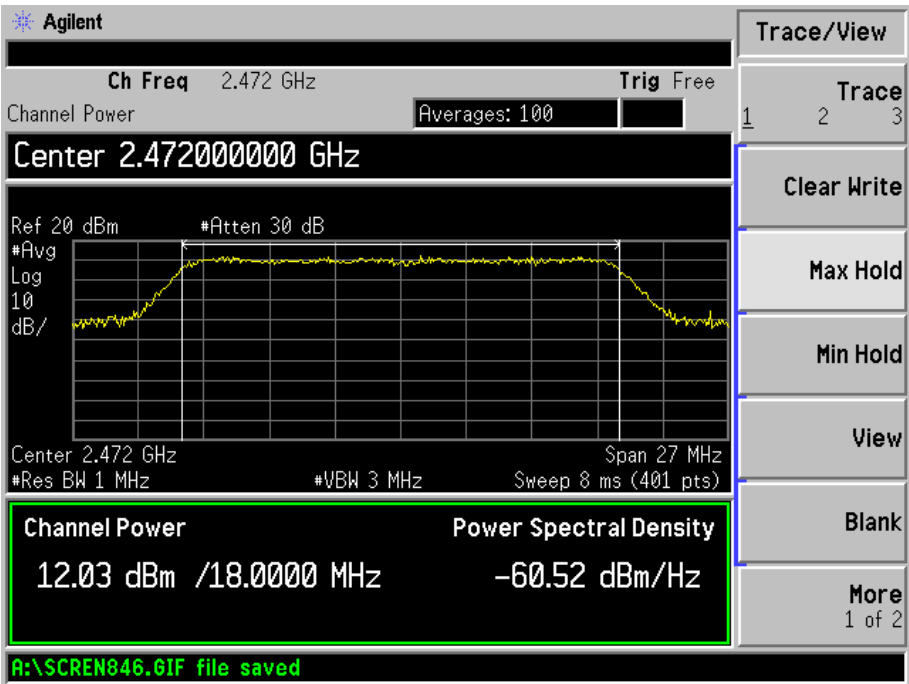 Agilent
Ch Freq 2.472 GHz Trig Free
Channel Power Averages: 100
Center 2.472000000 GHz
Ref 20 dBm #Atten 30 dB
#Avg
Log
10
dB/
Center 2.472 GHz Span 27 MHz
#Res BW 1 MHz #VBW 3 MHz Sweep 8 ms (401 pts)
Channel Power Power Spectral Density
12.03 dBm /18.0000 MHz -60.52 dBm/Hz
A:\SCREN846.GIF file saved
Trace/View
Trace
1 2 3
Clear Write
Max Hold
Min Hold
View
Blank
More
1 of 2